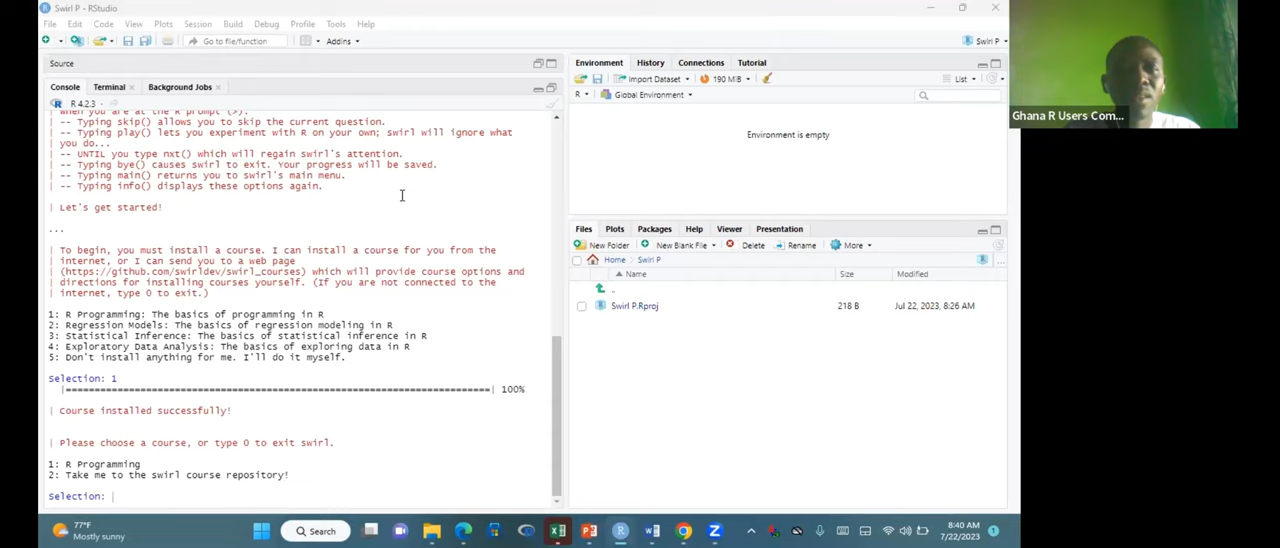 Swirl P - RStudio
File Edit Code View Plots Session Build Debug Profile Tools Help
Go to file/function
Addins
Swirl P
Source
Console Terminal Background Jobs
R 4.2.3 ·
when you are at the R prompt (>).
| -- Typing skip() allows you to skip the current question.
| -- Typing play() lets you experiment with R on your own; swirl will ignore what
| you do...
| -- UNTIL you type nxt() which will regain swirl's attention.
| -- Typing bye() causes swirl to exit. Your progress will be saved.
| -- Typing main() returns you to swirl's main menu.
| -- Typing info() displays these options again.
| Let's get started!
...
| To begin, you must install a course. I can install a course for you from the
| internet, or I can send you to a web page
| (https://github.com/swirldev/swirl_courses) which will provide course options and
| directions for installing courses yourself. (If you are not connected to the
| internet, type 0 to exit.)
1: R Programming: The basics of programming in R
2: Regression Models: The basics of regression modeling in R
3: Statistical Inference: The basics of statistical inference in R
4: Exploratory Data Analysis: The basics of exploring data in R
5: Don't install anything for me. I'll do it myself.
Selection: 1
|======================================================================| 100%
| Course installed successfully!
| Please choose a course, or type 0 to exit swirl.
1: R Programming
2: Take me to the swirl course repository!
Selection:
Environment History Connections Tutorial
Import Dataset 190 MiB List
R Global Environment
Environment is empty
Files Plots Packages Help Viewer Presentation
New Folder New Blank File Delete Rename More
Home Swirl P
Name Size Modified
..
Swirl P.Rproj 218 B Jul 22, 2023, 8:26 AM
Ghana R Users Com...
77°F
Mostly sunny
Search
8:40 AM
7/22/2023
1